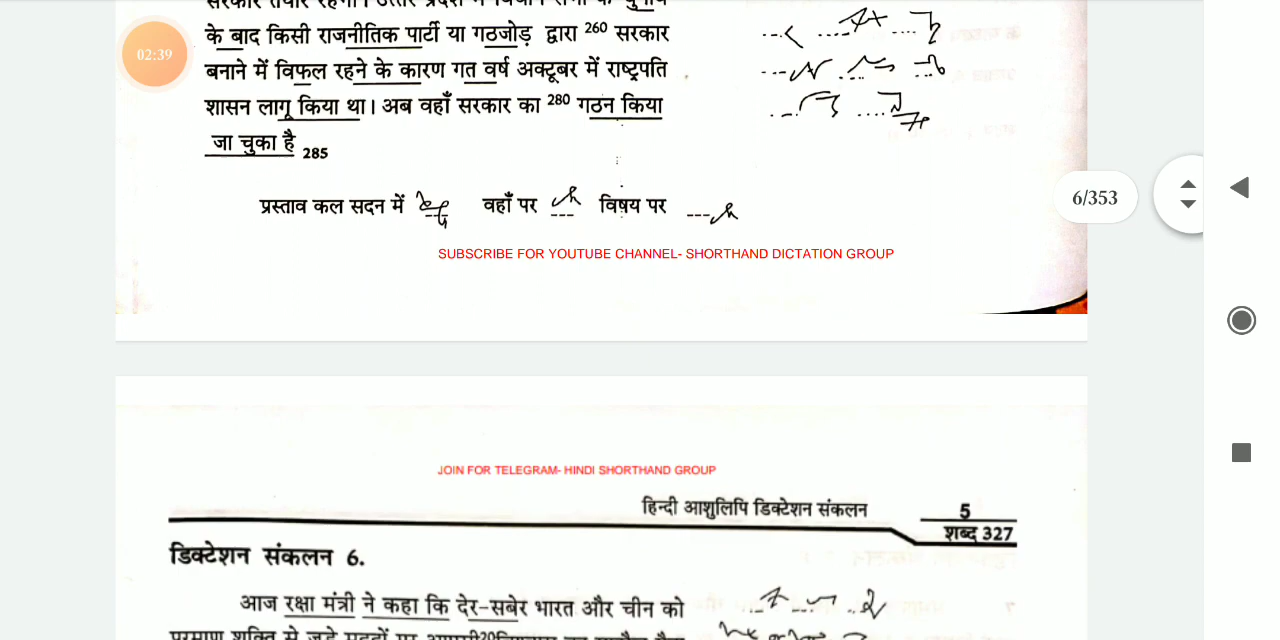 के बाद किसी राजनीतिक पार्टी या गठजोड़ द्वारा 260 सरकार
02:39
बनाने में विफल रहने के कारण गत वर्ष अक्टूबर में राष्ट्रपति
शासन लागू किया था। अब वहाँ सरकार का 280 गठन किया
जा चुका है 285
6/353
प्रस्ताव कल सदन में वहाँ पर विषय पर
SUBSCRIBE FOR YOUTUBE CHANNEL- SHORTHAND DICTATION GROUP
JOIN FOR TELEGRAM- HINDI SHORTHAND GROUP
हिन्दी आशुलिपि डिक्टेशन संकलन 5
शब्द 327
डिक्टेशन संकलन 6.
आज रक्षा मंत्री ने कहा कि देर-सबेर भारत और चीन को